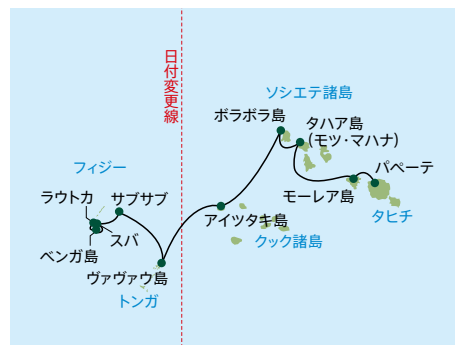 日付変更線
ソシエテ諸島
ボラボラ島
タハア島
(モツ・マハナ)
パペーテ
フィジー
ラウトカ
サブサブ
モーレア島
タヒチ
アイツタキ島
スバ
クック諸島
ベンガ島
ヴァヴァウ島
トンガ